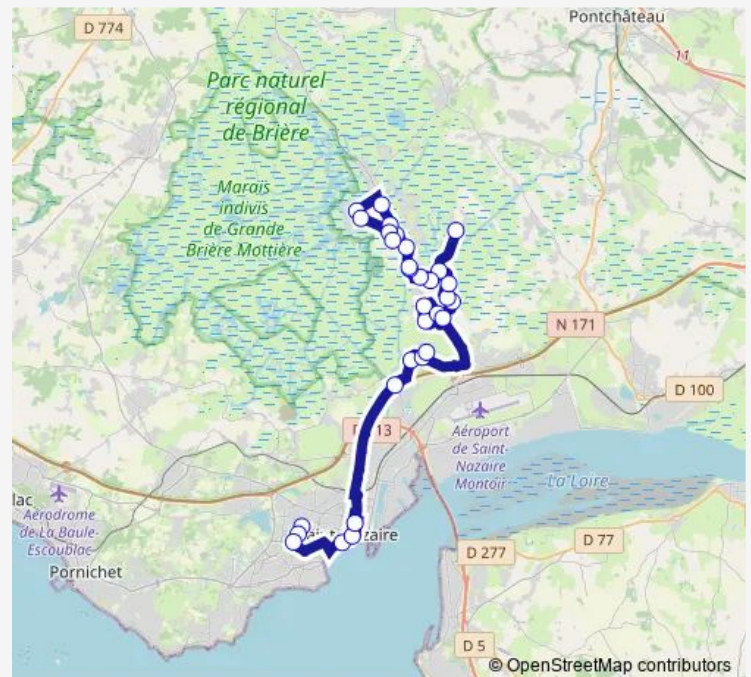 Pontchâteau
D 774
11
Parc naturel
régional
de Brière
Marais
indivis
de Grande
Brière Mottière
N 171
D 100
13
Aéroport
de Saint-
Nazaire
Montoir
La Loire
lac
Aérodrome
de La Baule-
Escoublac
zaire
D 277
D 77
Pornichet
D 5
© OpenStreetMap contributors